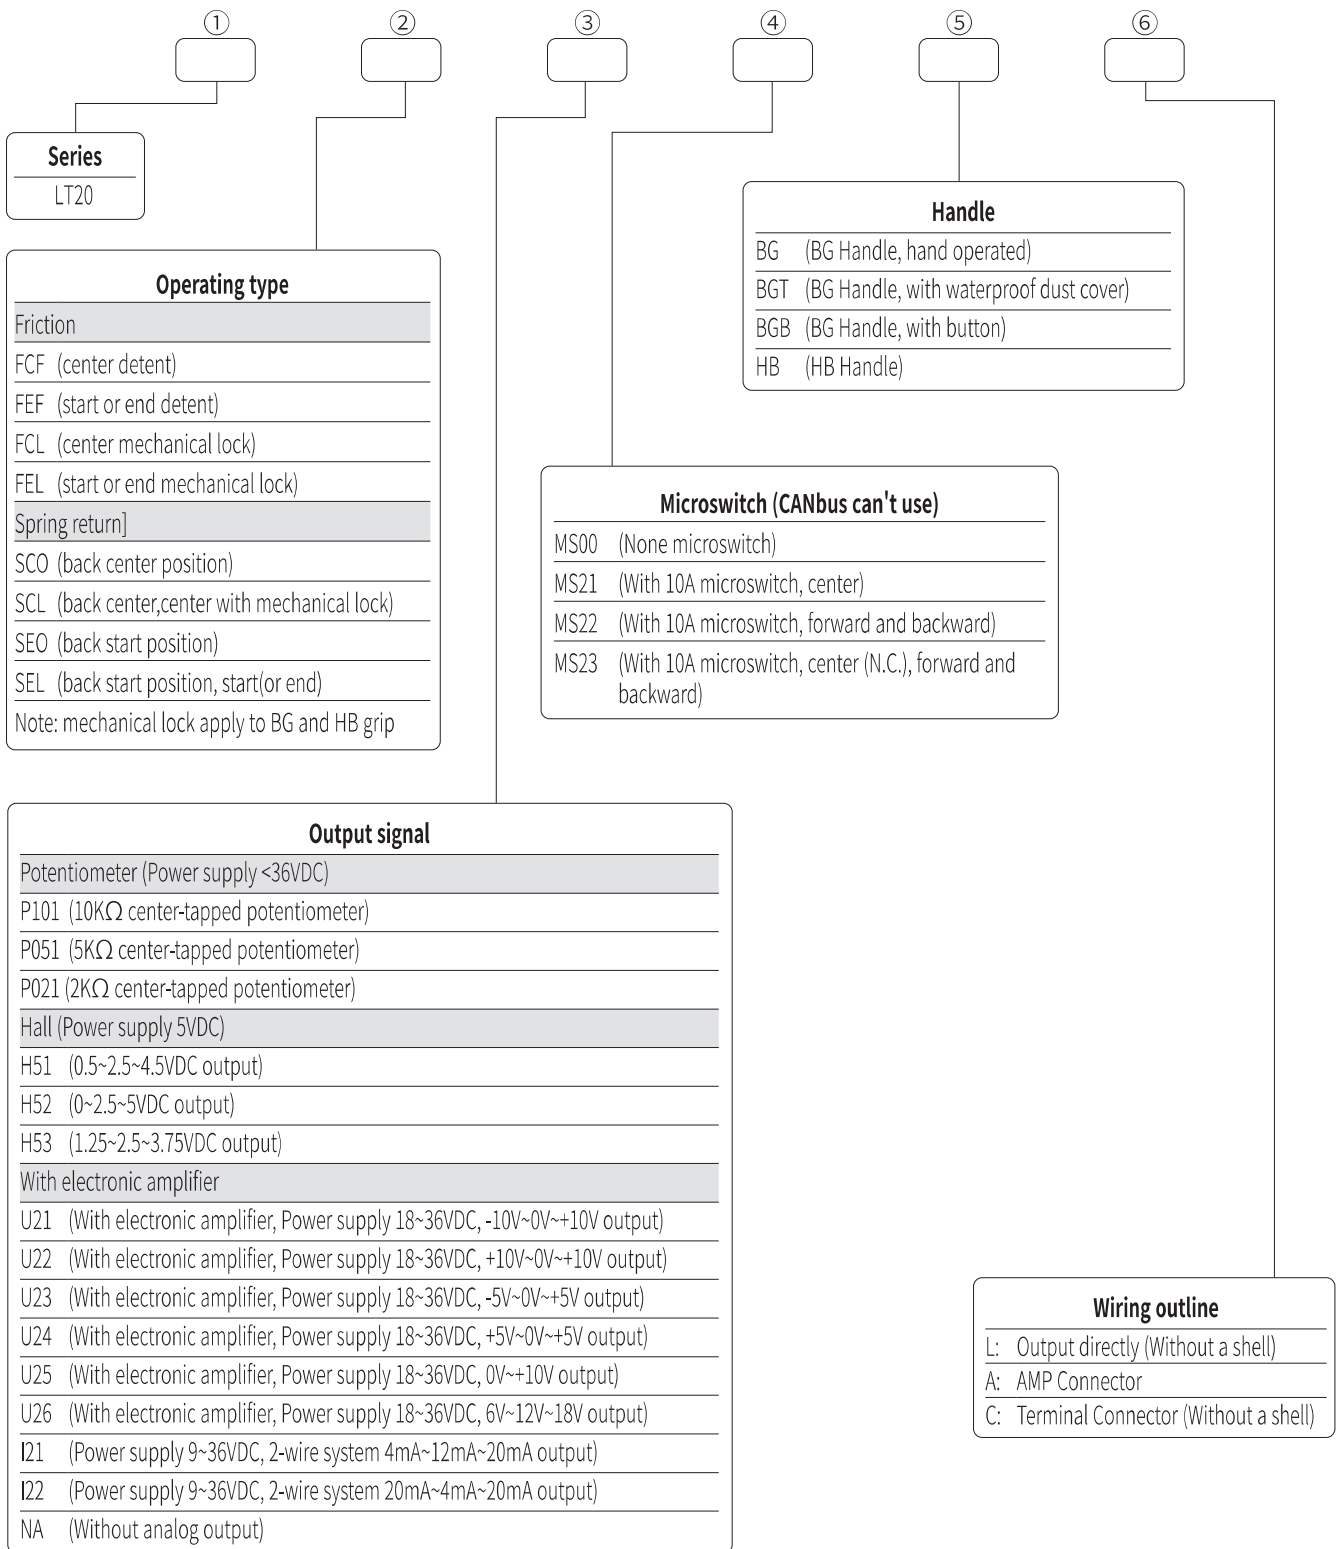 ① ② ③ ④ ⑤ ⑥
Series
LT20
Handle
BG (BG Handle, hand operated)
BGT (BG Handle, with waterproof dust cover)
BGB (BG Handle, with button)
HB (HB Handle)
Operating type
Friction
FCF (center detent)
FEF (start or end detent)
FCL (center mechanical lock)
FEL (start or end mechanical lock)
Spring return]
SCO (back center position)
SCL (back center,center with mechanical lock)
SEO (back start position)
SEL (back start position, start(or end)
Note: mechanical lock apply to BG and HB grip
Microswitch (CANbus can't use)
MS00 (None microswitch)
MS21 (With 10A microswitch, center)
MS22 (With 10A microswitch, forward and backward)
MS23 (With 10A microswitch, center (N.C.), forward and
backward)
Output signal
Potentiometer (Power supply <36VDC)
P101 (10KΩ center-tapped potentiometer)
P051 (5KΩ center-tapped potentiometer)
P021 (2KΩ center-tapped potentiometer)
Hall (Power supply 5VDC)
H51 (0.5~2.5~4.5VDC output)
H52 (0~2.5~5VDC output)
H53 (1.25~2.5~3.75VDC output)
With electronic amplifier
U21 (With electronic amplifier, Power supply 18~36VDC, -10V~0V~+10V output)
U22 (With electronic amplifier, Power supply 18~36VDC, +10V~0V~+10V output)
U23 (With electronic amplifier, Power supply 18~36VDC, -5V~0V~+5V output)
U24 (With electronic amplifier, Power supply 18~36VDC, +5V~0V~+5V output)
U25 (With electronic amplifier, Power supply 18~36VDC, 0V~+10V output)
U26 (With electronic amplifier, Power supply 18~36VDC, 6V~12V~18V output)
I21 (Power supply 9~36VDC, 2-wire system 4mA~12mA~20mA output)
I22 (Power supply 9~36VDC, 2-wire system 20mA~4mA~20mA output)
NA (Without analog output)
Wiring outline
L: Output directly (Without a shell)
A: AMP Connector
C: Terminal Connector (Without a shell)